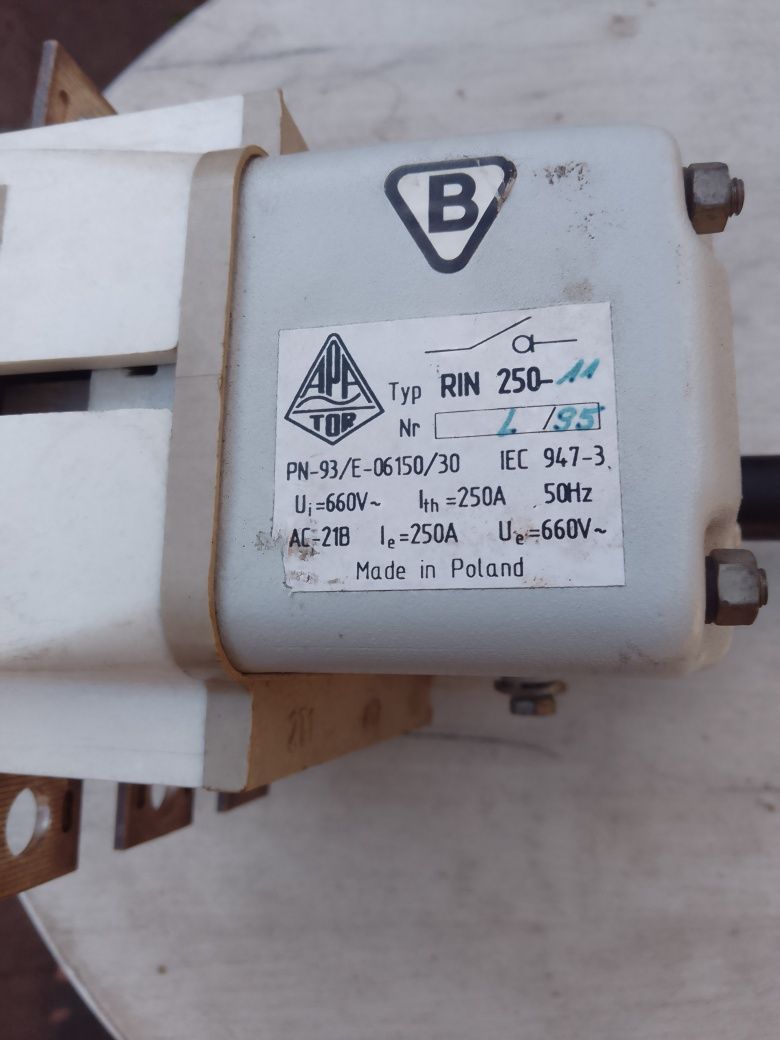 B
APA
TOR
Typ RIN 250-11
Nr L /95
PN-93/E-06150/30 IEC 947-3.
Ui=660V~ Ith=250A 50Hz
AC-21B Ie=250A Ue=660V~
Made in Poland